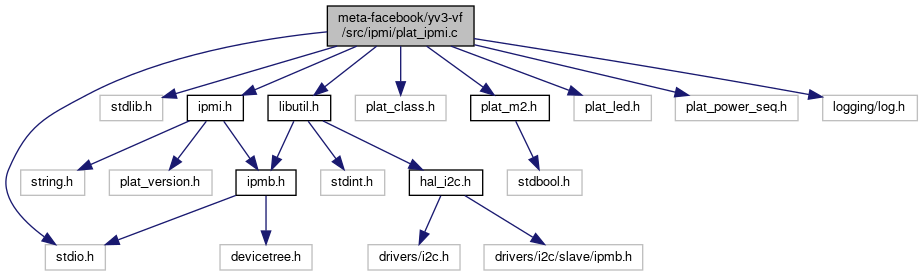 meta-facebook/yv3-vf
/src/ipmi/plat_ipmi.c
stdlib.h
ipmi.h
libutil.h
plat_class.h
plat_m2.h
plat_led.h
plat_power_seq.h
logging/log.h
string.h
plat_version.h
ipmb.h
stdint.h
hal_i2c.h
stdbool.h
stdio.h
devicetree.h
drivers/i2c.h
drivers/i2c/slave/ipmb.h